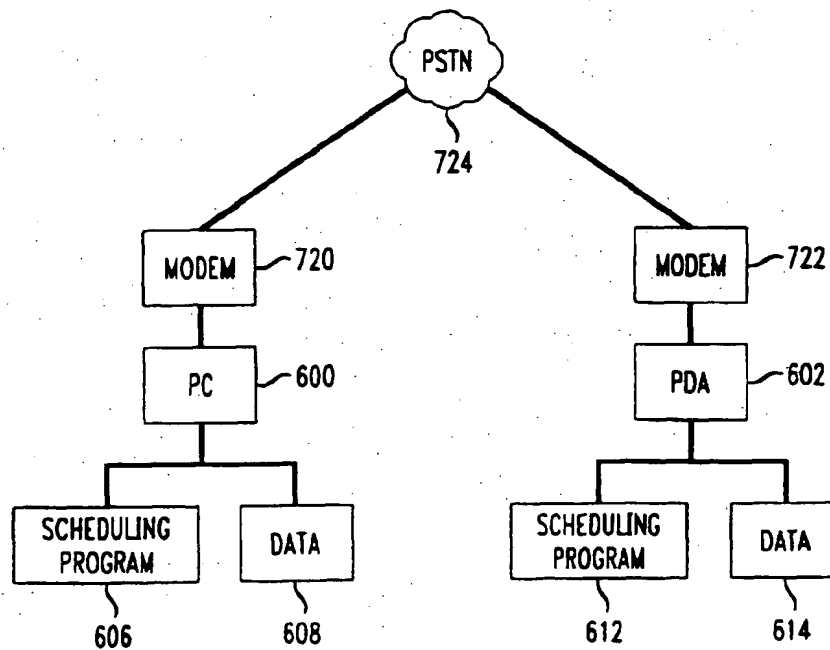 PSTN
724
MODEM
720
MODEM
722
PC
600
PDA
602
SCHEDULING
PROGRAM
DATA
SCHEDULING
PROGRAM
DATA
606
608
612
614